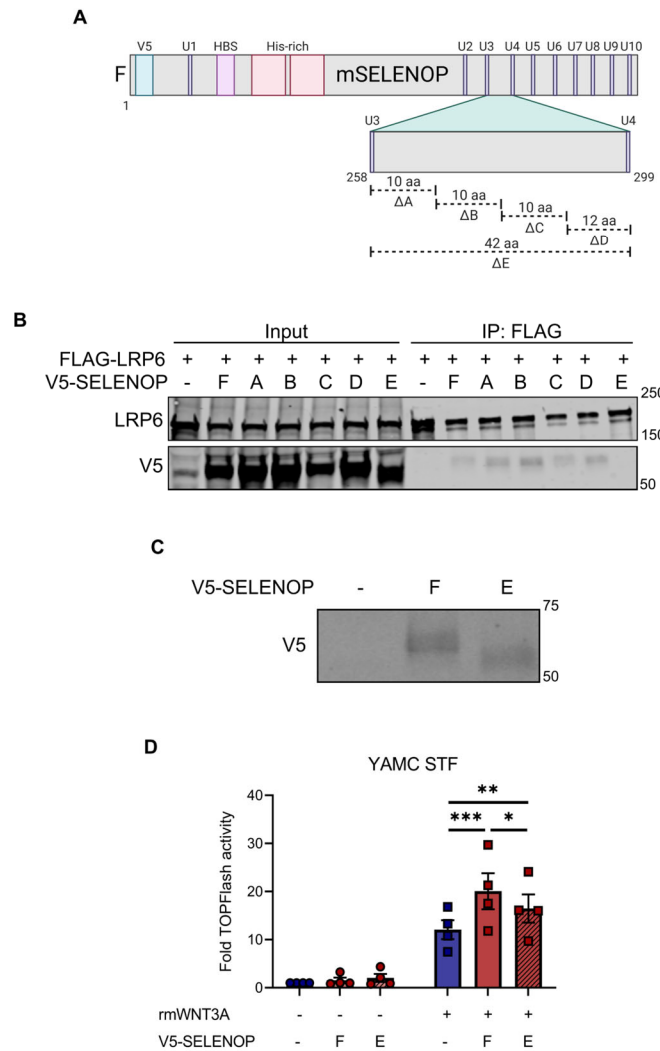 A
V5 U1 HBS His-rich U2 U3 U4 U5 U6 U7 U8 U9 U10
F mSELENOP
1
U3 U4
258 299
10 aa
ΔA
10 aa
ΔB
10 aa
ΔC
12 aa
ΔD
42 aa
ΔE
B
Input IP: FLAG
FLAG-LRP6 + + + + + + + + + + + + + +
V5-SELENOP - F A B C D E - F A B C D E
LRP6 250
150
V5
50
C
V5-SELENOP - F E
75
V5
50
D
YAMC STF
Fold TOPFlash activity
40
30
20
10
0
** 
*** *
rmWNT3A - - - + + +
V5-SELENOP - F E - F E